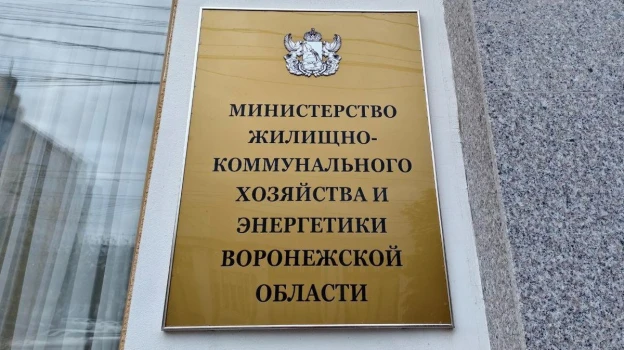 МИНИСТЕРСТВО
ЖИЛИЩНО-
КОММУНАЛЬНОГО
ХОЗЯЙСТВА И
ЭНЕРГЕТИКИ
ВОРОНЕЖСКОЙ
ОБЛАСТИ